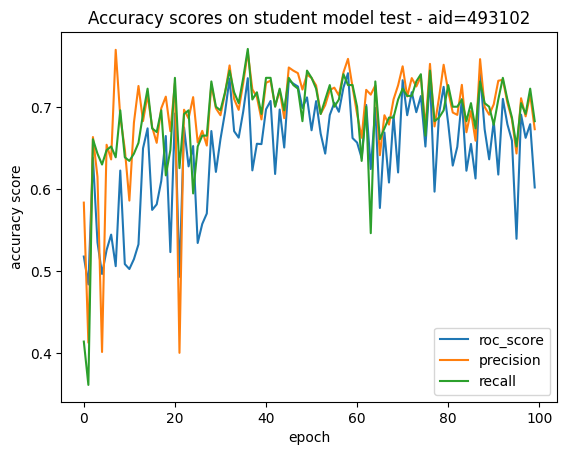 Accuracy scores on student model test - aid=493102
accuracy score
0.7
0.6
0.5
0.4
roc_score
precision
recall
0
20
40
60
80
100
epoch